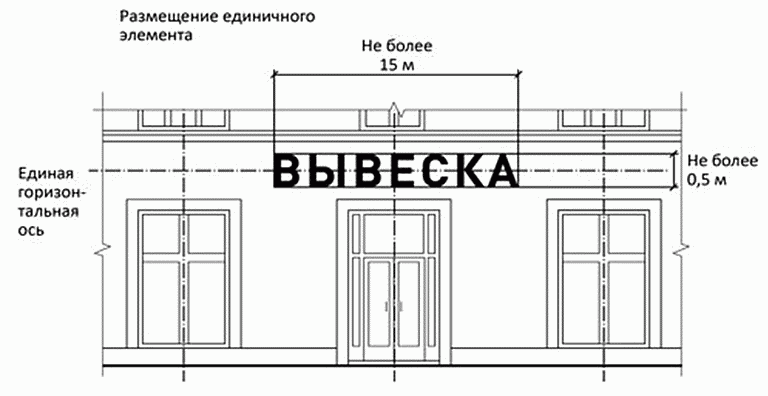 Размещение единичного
элемента
Не более
15 м
ВЫВЕСКА
Единая
горизон-
тальная
ось
Не более
0,5 м